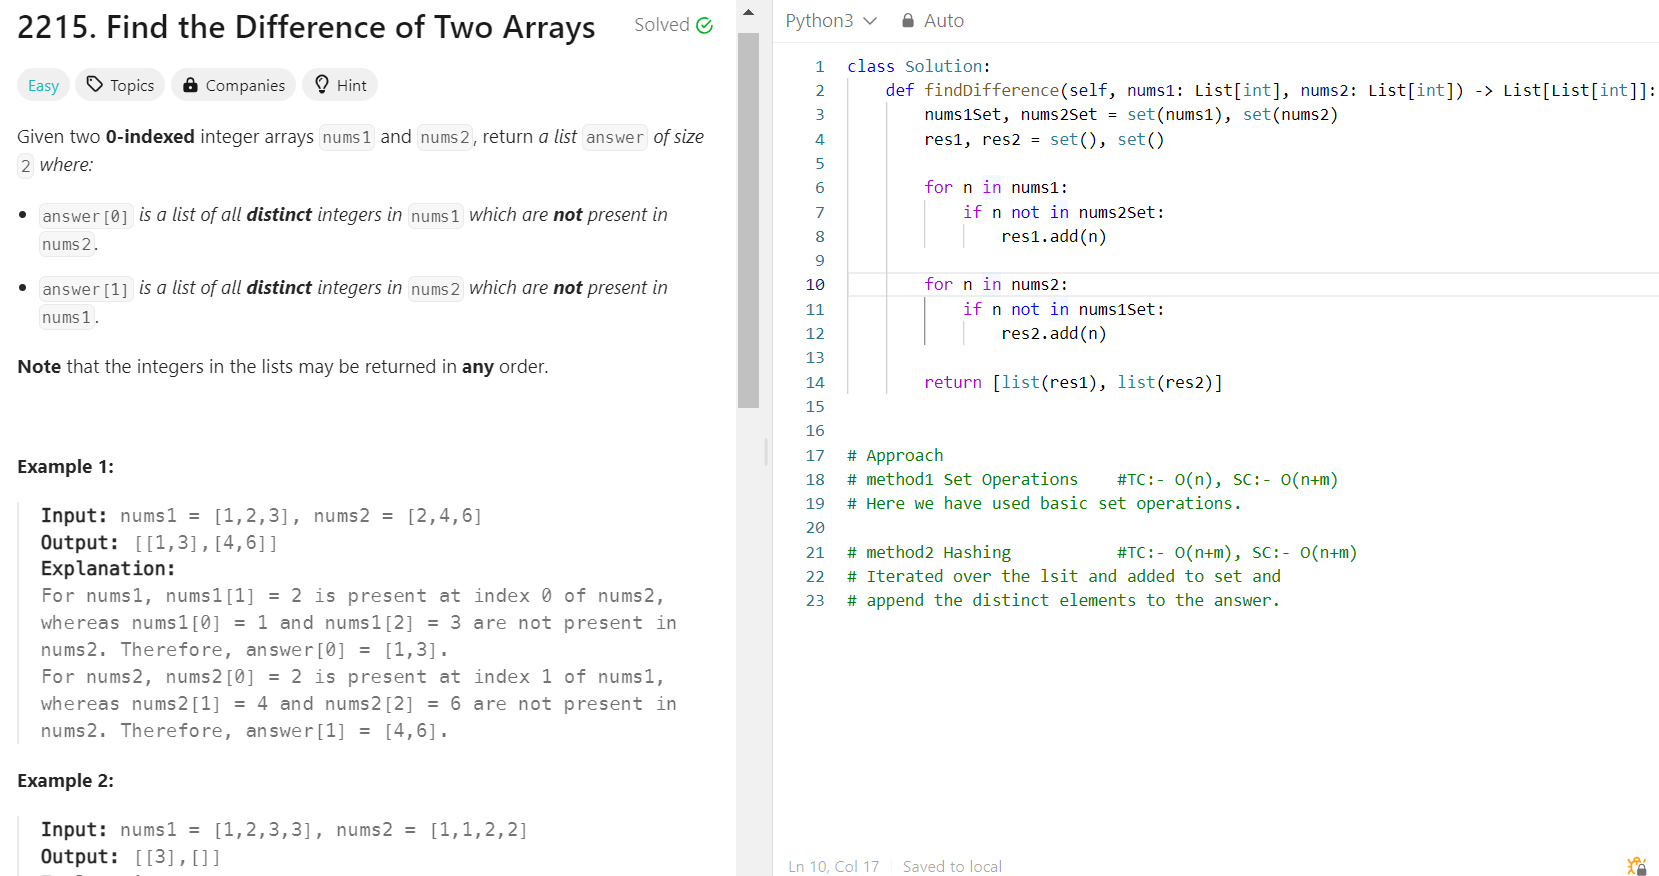 2215. Find the Difference of Two Arrays
Solved
Easy
Topics
Companies
Hint
Given two 0-indexed integer arrays nums1 and nums2, return a list answer of size
2 where:
answer[0] is a list of all distinct integers in nums1 which are not present in
nums2.
answer[1] is a list of all distinct integers in nums2 which are not present in
nums1.
Note that the integers in the lists may be returned in any order.
Example 1:
Input: nums1 = [1,2,3], nums2 = [2,4,6]
Output: [[1,3],[4,6]]
Explanation:
For nums1, nums1[1] = 2 is present at index 0 of nums2,
whereas nums1[0] = 1 and nums1[2] = 3 are not present in
nums2. Therefore, answer[0] = [1,3].
For nums2, nums2[0] = 2 is present at index 1 of nums1,
whereas nums2[1] = 4 and nums2[2] = 6 are not present in
nums2. Therefore, answer[1] = [4,6].
Example 2:
Input: nums1 = [1,2,3,3], nums2 = [1,1,2,2]
Output: [[3],[]]
Python3
Auto
1 class Solution:
2 def findDifference(self, nums1: List[int], nums2: List[int]) -> List[List[int]]:
3 nums1Set, nums2Set = set(nums1), set(nums2)
4 res1, res2 = set(), set()
5
6 for n in nums1:
7 if n not in nums2Set:
8 res1.add(n)
9
10 for n in nums2:
11 if n not in nums1Set:
12 res2.add(n)
13
14 return [list(res1), list(res2)]
15
16
17 # Approach
18 # method1 Set Operations #TC:- O(n), SC:- O(n+m)
19 # Here we have used basic set operations.
20
21 # method2 Hashing #TC:- O(n+m), SC:- O(n+m)
22 # Iterated over the lsit and added to set and
23 # append the distinct elements to the answer.
Ln 10, Col 17
Saved to local